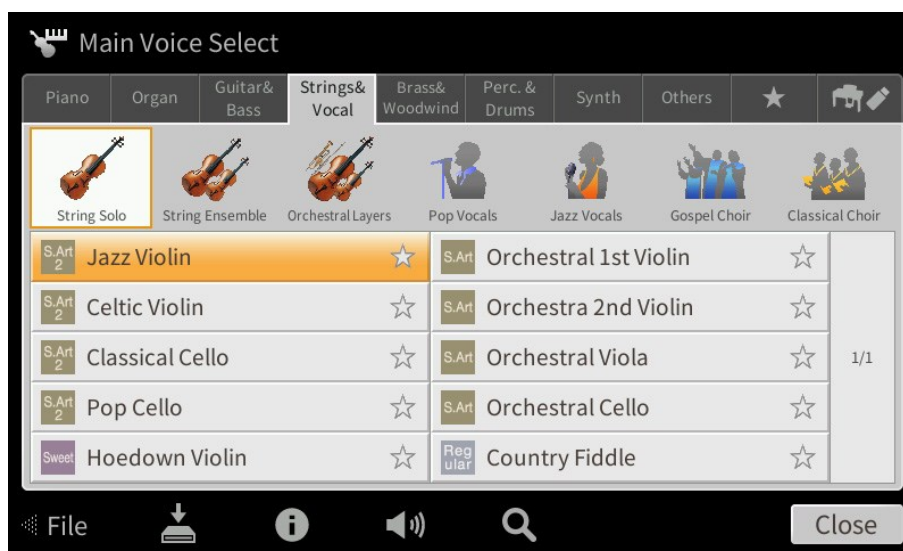 Main Voice Select
Piano
Organ
Guitar&
Bass
Strings&
Vocal
Brass&
Woodwind
Perc. &
Drums
Synth
Others
String Solo
String Ensemble
Orchestral Layers
Pop Vocals
Jazz Vocals
Gospel Choir
Classical Choir
S.Art
2
Jazz Violin
S.Art
Orchestral 1st Violin
S.Art
2
Celtic Violin
S.Art
Orchestra 2nd Violin
S.Art
2
Classical Cello
S.Art
Orchestral Viola
1/1
S.Art
2
Pop Cello
S.Art
Orchestral Cello
Sweet
Hoedown Violin
Reg
ular
Country Fiddle
File
Close